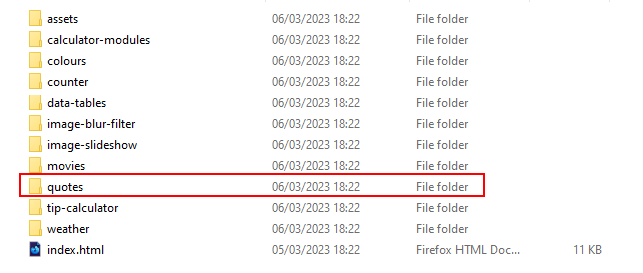 assets 06/03/2023 18:22 File folder
calculator-modules 06/03/2023 18:22 File folder
colours 06/03/2023 18:22 File folder
counter 06/03/2023 18:22 File folder
data-tables 06/03/2023 18:22 File folder
image-blur-filter 06/03/2023 18:22 File folder
image-slideshow 06/03/2023 18:22 File folder
movies 06/03/2023 18:22 File folder
quotes 06/03/2023 18:22 File folder
tip-calculator 06/03/2023 18:22 File folder
weather 06/03/2023 18:22 File folder
index.html 05/03/2023 18:22 Firefox HTML Doc... 11 KB